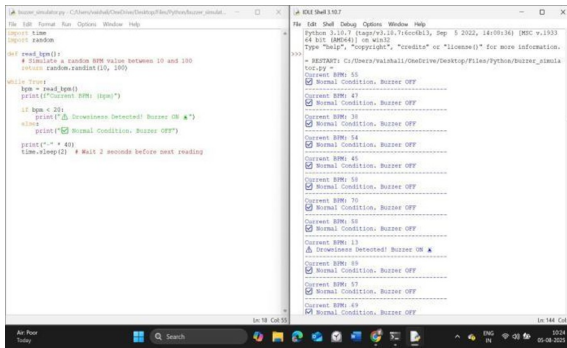 buzzer_simulator.py - C:/Users/vaishali/OneDrive/Desktop/Files/Python/buzzer_simulat...
File Edit Format Run Options Window Help
import time
import random
def read_bpm():
# Simulate a random BPM value between 10 and 100
return random.randint(10, 100)
while True:
bpm = read_bpm()
print(f"Current BPM: {bpm}")
if bpm < 20:
print("⚠ Drowsiness Detected! Buzzer ON 🔔")
else:
print("☑ Normal Condition. Buzzer OFF")
print("-" * 40)
time.sleep(2) # Wait 2 seconds before next reading
Ln: 18 Col: 55
IDLE Shell 3.10.7
File Edit Shell Debug Options Window Help
Python 3.10.7 (tags/v3.10.7:6cc6b13, Sep 5 2022, 14:08:36) [MSC v.1933
64 bit (AMD64)] on win32
Type "help", "copyright", "credits" or "license()" for more information.
>>>
= RESTART: C:/Users/vaishali/OneDrive/Desktop/Files/Python/buzzer_simula
tor.py =
Current BPM: 55
☑ Normal Condition. Buzzer OFF
----------------------------------------
Current BPM: 47
☑ Normal Condition. Buzzer OFF
----------------------------------------
Current BPM:
☑ Normal Condition. Buzzer OFF
----------------------------------------
Current BPM: 54
☑ Normal Condition. Buzzer OFF
----------------------------------------
Current BPM: 45
☑ Normal Condition. Buzzer OFF
----------------------------------------
Current BPM:
☑ Normal Condition. Buzzer OFF
----------------------------------------
Current BPM: 70
☑ Normal Condition. Buzzer OFF
----------------------------------------
Current BPM: 13
⚠ Drowsiness Detected! Buzzer ON 🔔
----------------------------------------
Current BPM:
☑ Normal Condition. Buzzer OFF
----------------------------------------
Current BPM: 57
☑ Normal Condition. Buzzer OFF
----------------------------------------
Current BPM: 69
☑ Normal Condition. Buzzer OFF
Ln: 144 Col
Air: Poor
Today
Search
ENG
IN
10:24
05-08-2025